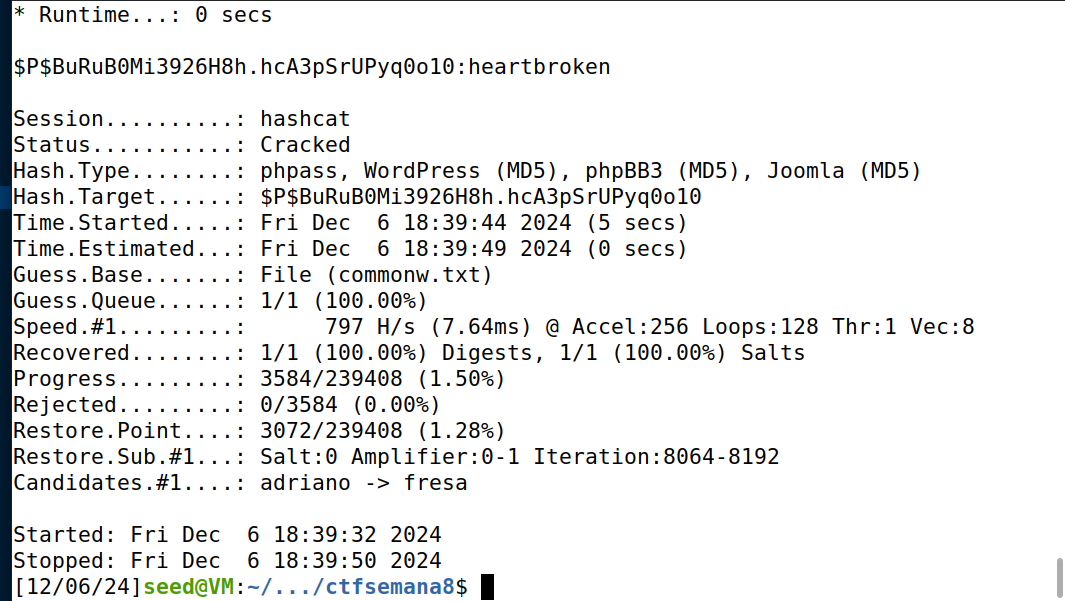 * Runtime...: 0 secs
$P$BuRuB0Mi3926H8h.hcA3pSrUPyq0o10:heartbroken
Session..........: hashcat
Status...........: Cracked
Hash.Type........: phpass, WordPress (MD5), phpBB3 (MD5), Joomla (MD5)
Hash.Target......: $P$BuRuB0Mi3926H8h.hcA3pSrUPyq0o10
Time.Started.....: Fri Dec  6 18:39:44 2024 (5 secs)
Time.Estimated...: Fri Dec  6 18:39:49 2024 (0 secs)
Guess.Base.......: File (commonw.txt)
Guess.Queue......: 1/1 (100.00%)
Speed.#1.........:      797 H/s (7.64ms) @ Accel:256 Loops:128 Thr:1 Vec:8
Recovered........: 1/1 (100.00%) Digests, 1/1 (100.00%) Salts
Progress.........: 3584/239408 (1.50%)
Rejected.........: 0/3584 (0.00%)
Restore.Point....: 3072/239408 (1.28%)
Restore.Sub.#1...: Salt:0 Amplifier:0-1 Iteration:8064-8192
Candidates.#1....: adriano -> fresa
Started: Fri Dec  6 18:39:32 2024
Stopped: Fri Dec  6 18:39:50 2024
[12/06/24]seed@VM:~/.../ctfsemana8$